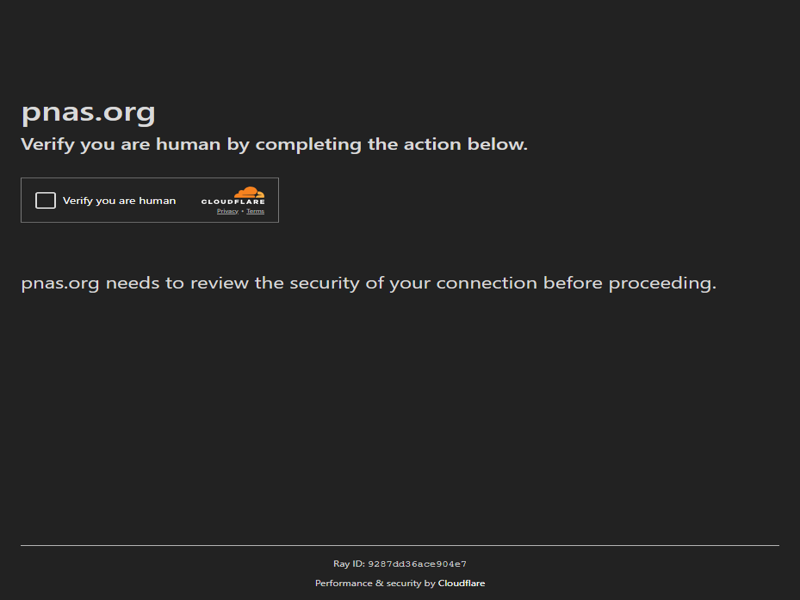 pnas.org
Verify you are human by completing the action below.
Verify you are human
CLOUDFLARE
Privacy • Terms
pnas.org needs to review the security of your connection before proceeding.
Ray ID: 9287dd36ace904e7
Performance & security by Cloudflare